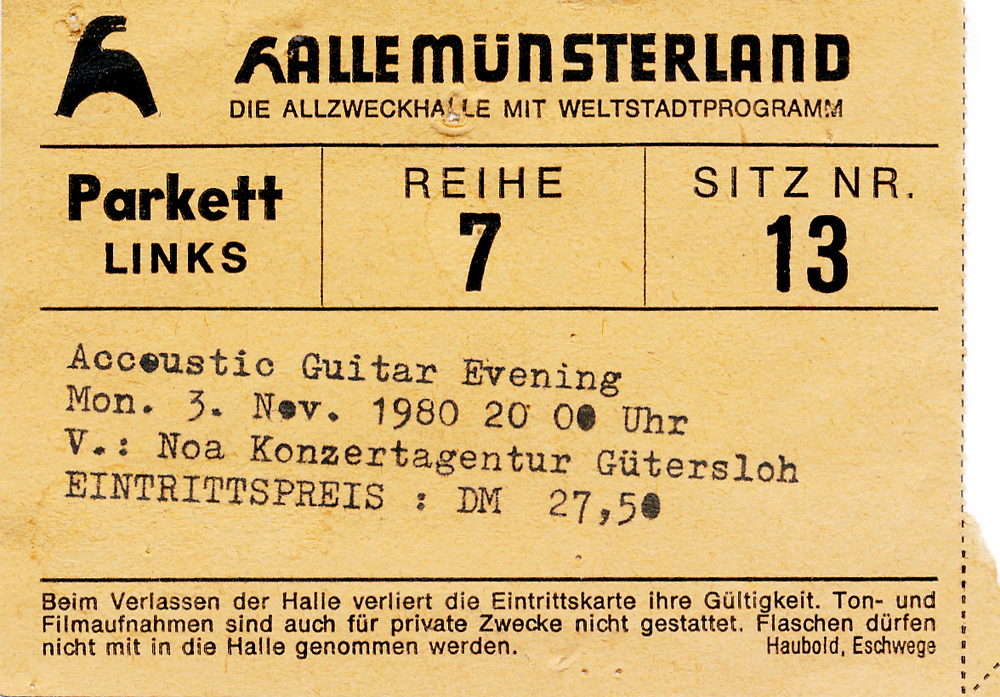 HALLE MÜNSTERLAND
DIE ALLZWECKHALLE MIT WELTSTADTPROGRAMM
Parkett
LINKS
REIHE
7
SITZ NR.
13
Accoustic Guitar Evening
Mon. 3. Nov. 1980 20 00 Uhr
V.: Noa Konzertagentur Gütersloh
EINTRITTSPREIS : DM 27,50
Beim Verlassen der Halle verliert die Eintrittskarte ihre Gültigkeit. Ton- und
Filmaufnahmen sind auch für private Zwecke nicht gestattet. Flaschen dürfen
nicht mit in die Halle genommen werden. Haubold, Eschwege